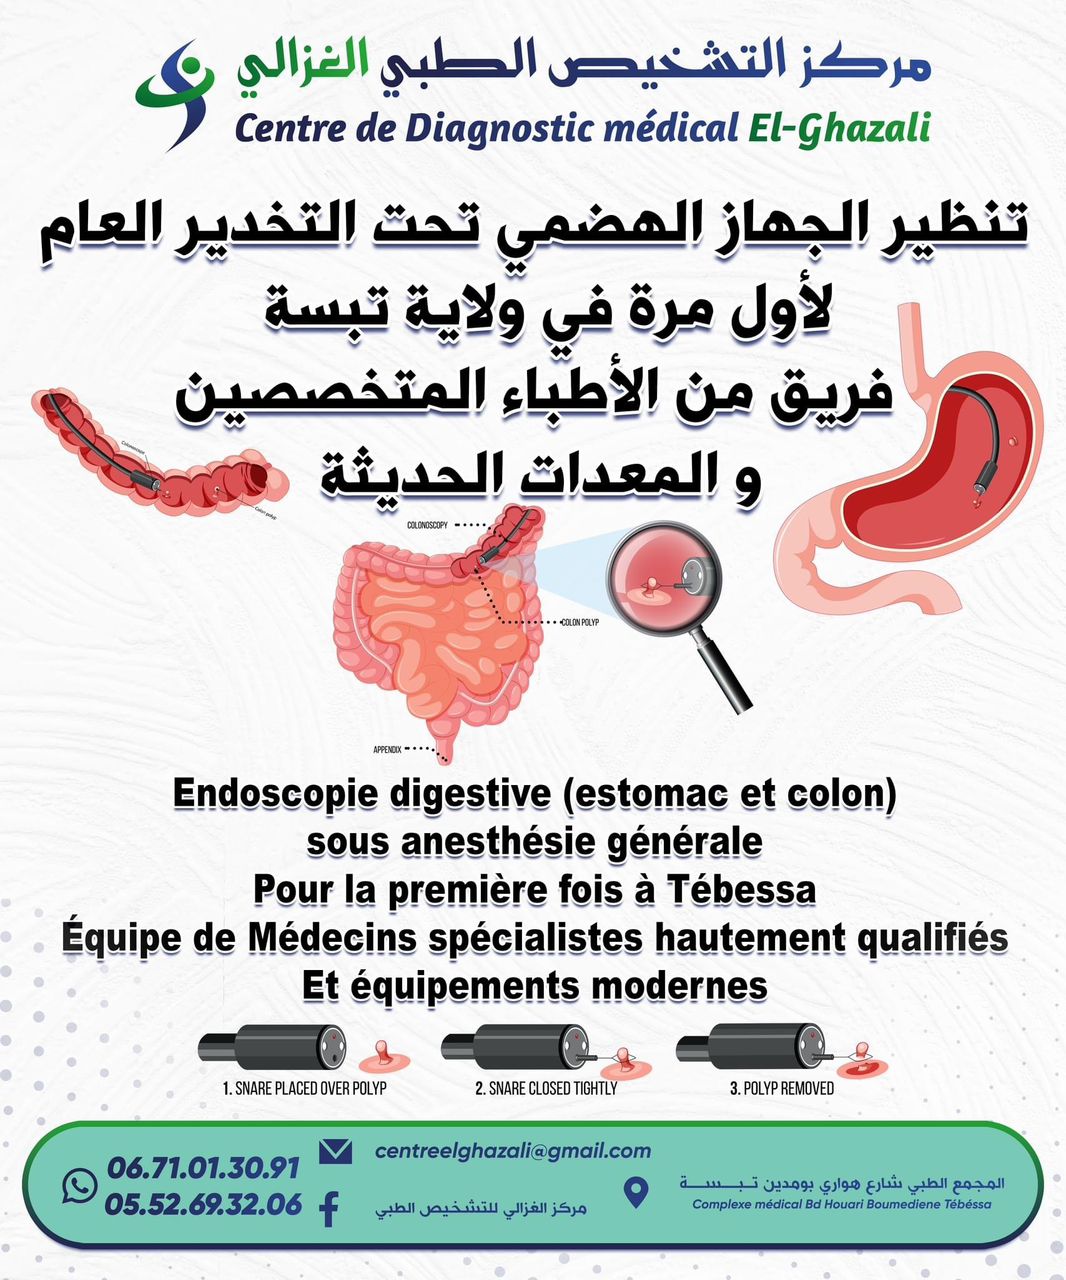 مركز التشخيص الطبي الغزالي
Centre de Diagnostic médical El-Ghazali
تنظير الجهاز الهضمي تحت التخدير العام
لأول مرة في ولاية تبسة
فريق من الأطباء المتخصصين
و المعدات الحديثة
Colonoscope
Colon polyp
COLONOSCOPY
COLON POLYP
APPENDIX
Endoscopie digestive (estomac et colon)
sous anesthésie générale
Pour la première fois à Tébessa
Équipe de Médecins spécialistes hautement qualifiés
Et équipements modernes
1. SNARE PLACED OVER POLYP
2. SNARE CLOSED TIGHTLY
3. POLYP REMOVED
06.71.01.30.91
05.52.69.32.06
centreelghazali@gmail.com
مركز الغزالي للتشخيص الطبي
المجمع الطبي شارع هواري بومدين تبسة
Complexe médical Bd Houari Boumediene Tébéssa